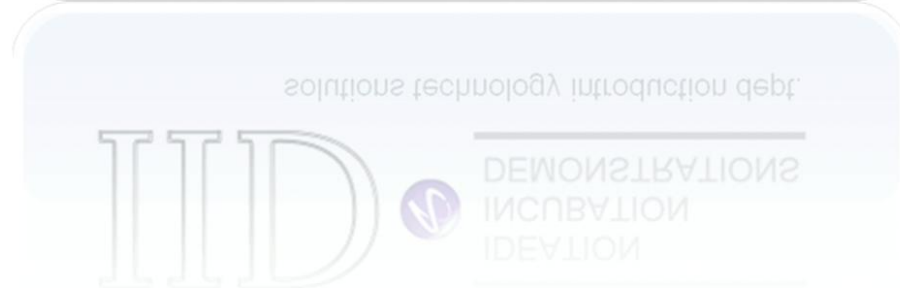 IID
IDEATION
INCUBATION
DEMONSTRATIONS
solutions technology introduction dept.